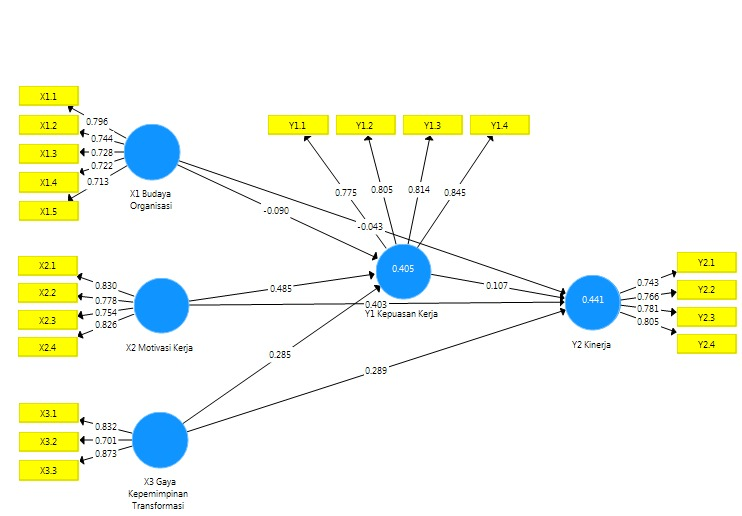 X1.1
X1.2
X1.3
X1.4
X1.5
0.796
0.744
0.728
0.722
0.713
X1 Budaya
Organisasi
Y1.1
Y1.2
Y1.3
Y1.4
0.775
0.805
0.814
0.845
-0.090
-0.043
X2.1
X2.2
X2.3
X2.4
0.830
0.778
0.754
0.826
X2 Motivasi Kerja
0.485
0.403
0.405
Y1 Kepuasan Kerja
0.107
0.285
0.289
0.441
Y2 Kinerja
0.743
0.766
0.781
0.805
Y2.1
Y2.2
Y2.3
Y2.4
X3.1
X3.2
X3.3
0.832
0.701
0.873
X3 Gaya
Kepemimpinan
Transformasi